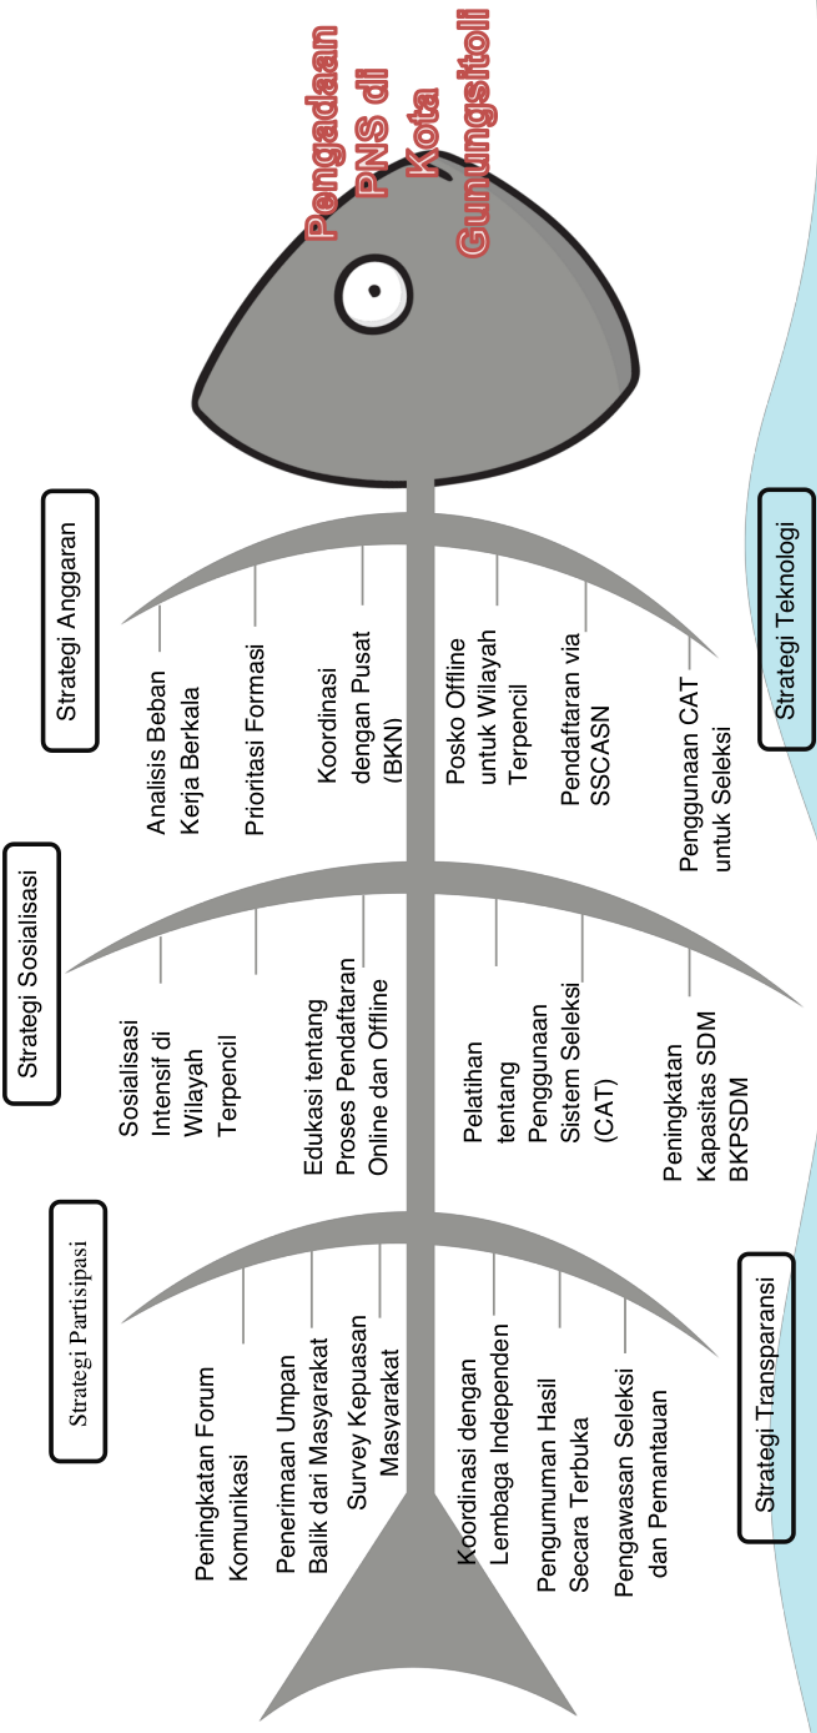 Pengadaan
PNS di
Kota
Gunungsitoli
Strategi Partisipasi
Strategi Sosialisasi
Strategi Anggaran
Peningkatan Forum
Komunikasi
Penerimaan Umpan
Balik dari Masyarakat
Survey Kepuasan
Masyarakat
Sosialisasi
Intensif di
Wilayah
Terpencil
Edukasi tentang
Proses Pendaftaran
Online dan Offline
Analisis Beban
Kerja Berkala
Prioritasi Formasi
Koordinasi
dengan Pusat
(BKN)
Koordinasi dengan
Lembaga Independen
Pengumuman Hasil
Secara Terbuka
Pengawasan Seleksi
dan Pemantauan
Pelatihan
tentang
Penggunaan
Sistem Seleksi
(CAT)
Peningkatan
Kapasitas SDM
BKPSDM
Posko Offline
untuk Wilayah
Terpencil
Pendaftaran via
SSCASN
Penggunaan CAT
untuk Seleksi
Strategi Transparansi
Strategi Teknologi